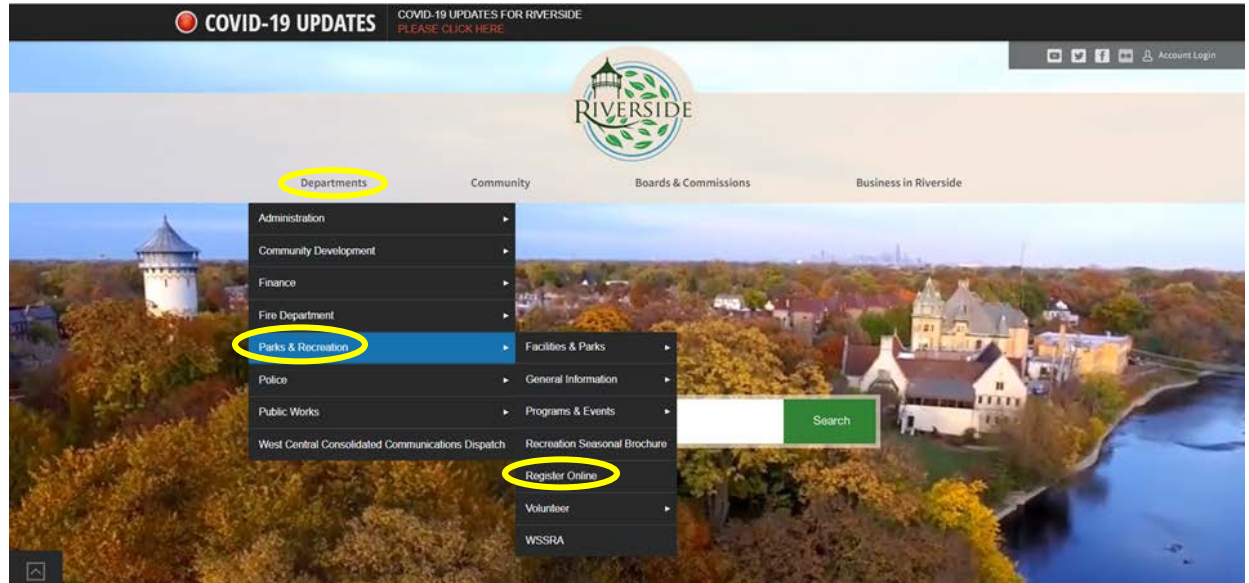 COVID-19 UPDATES
COVID-19 UPDATES FOR RIVERSIDE
PLEASE CLICK HERE
Account Login
RIVERSIDE
Departments
Community
Boards & Commissions
Business in Riverside
Administration
Community Development
Finance
Fire Department
Parks & Recreation
Police
Public Works
West Central Consolidated Communications Dispatch
Facilities & Parks
General Information
Programs & Events
Recreation Seasonal Brochure
Register Online
Volunteer
WSSRA
Search